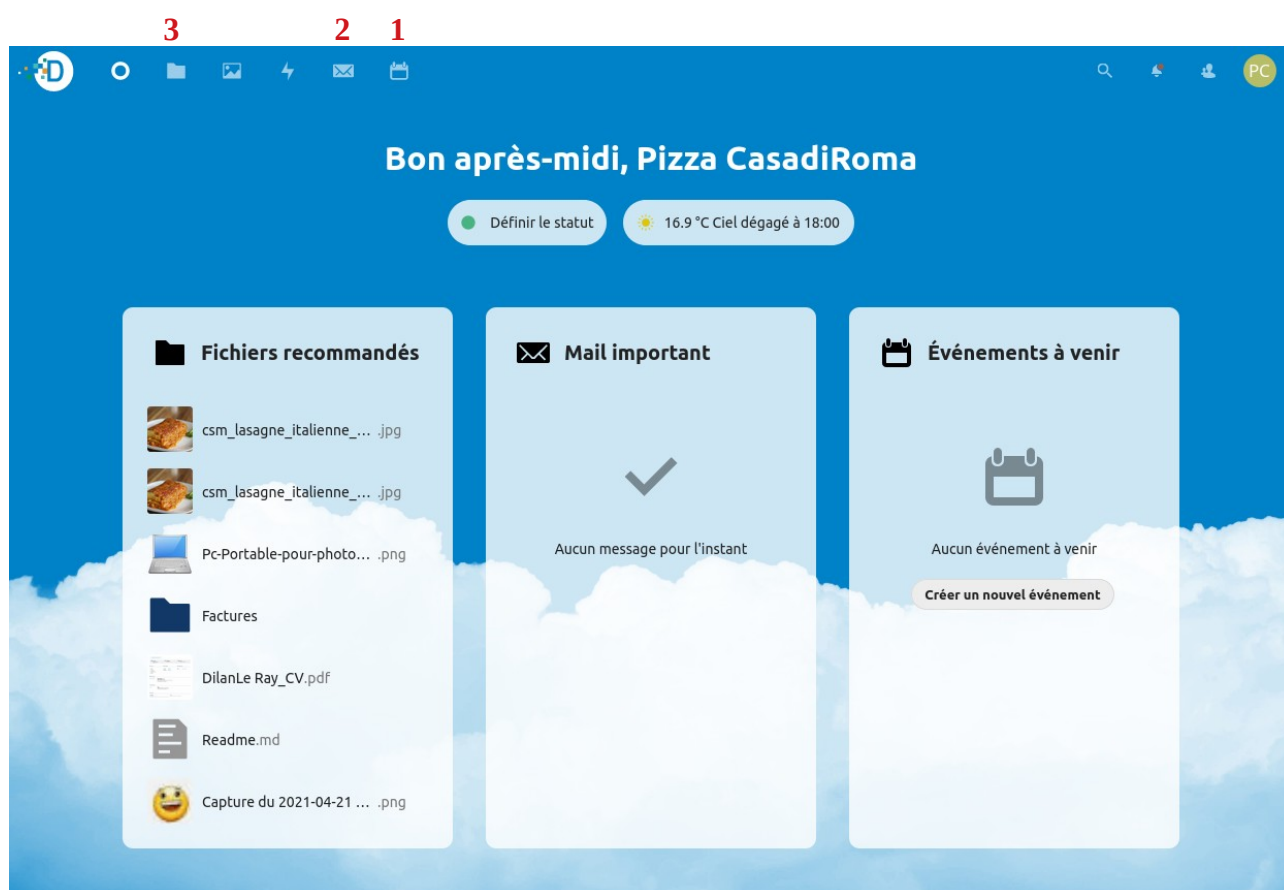 3 2 1
D
PC
Bon après-midi, Pizza CasadiRoma
Définir le statut
16.9 °C Ciel dégagé à 18:00
Fichiers recommandés
csm_lasagne_italienne_... .jpg
csm_lasagne_italienne_... .jpg
Pc-Portable-pour-photo... .png
Factures
DilanLe Ray_CV.pdf
Readme.md
Capture du 2021-04-21 ... .png
Mail important
Aucun message pour l'instant
Événements à venir
Aucun événement à venir
Créer un nouvel événement